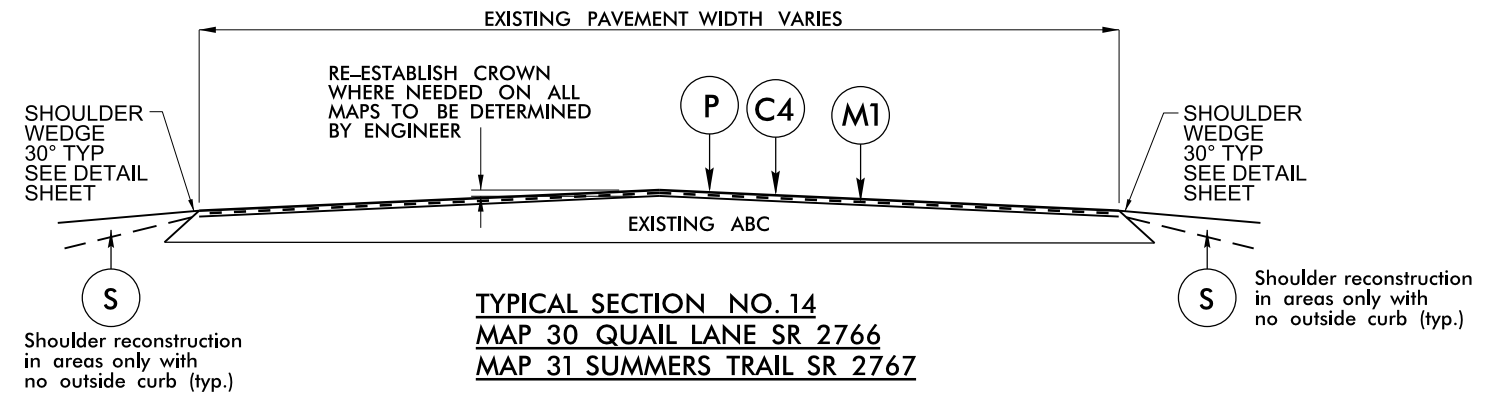 EXISTING PAVEMENT WIDTH VARIES
RE-ESTABLISH CROWN
WHERE NEEDED ON ALL
MAPS TO BE DETERMINED
BY ENGINEER
P
C4
M1
SHOULDER
WEDGE
30° TYP
SEE DETAIL
SHEET
SHOULDER
WEDGE
30° TYP
SEE DETAIL
SHEET
EXISTING ABC
S
Shoulder reconstruction
in areas only with
no outside curb (typ.)
S
Shoulder reconstruction
in areas only with
no outside curb (typ.)
TYPICAL SECTION NO. 14
MAP 30 QUAIL LANE SR 2766
MAP 31 SUMMERS TRAIL SR 2767